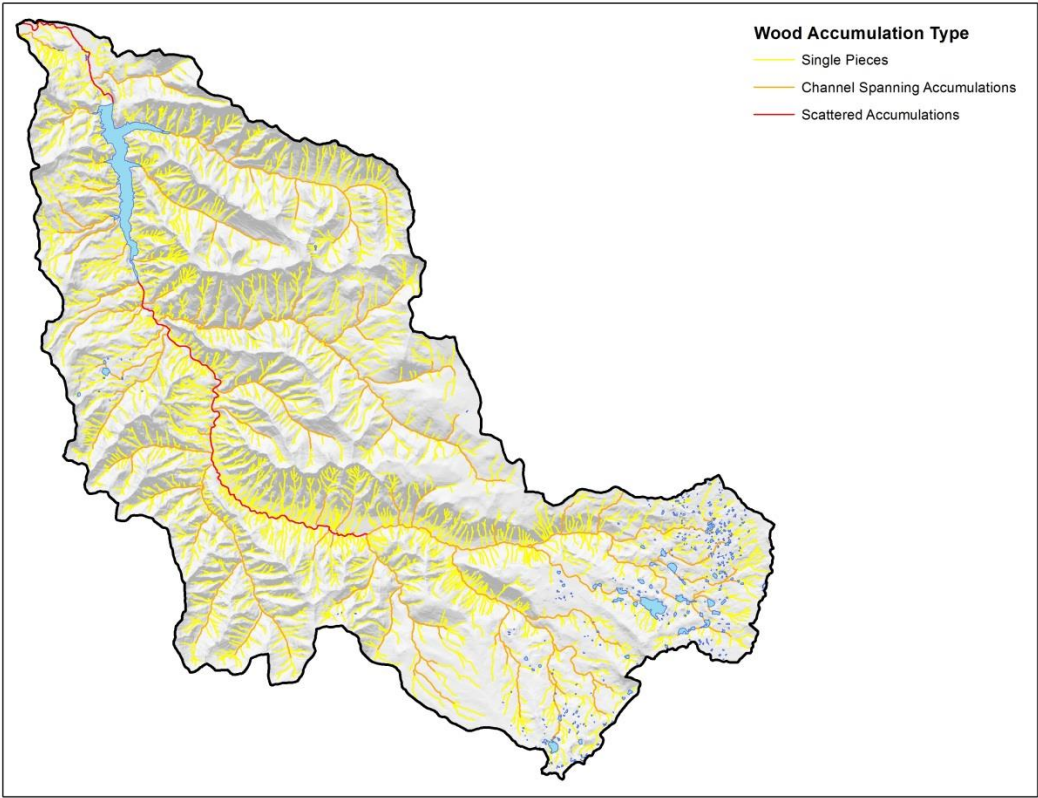 Wood Accumulation Type
Single Pieces
Channel Spanning Accumulations
Scattered Accumulations